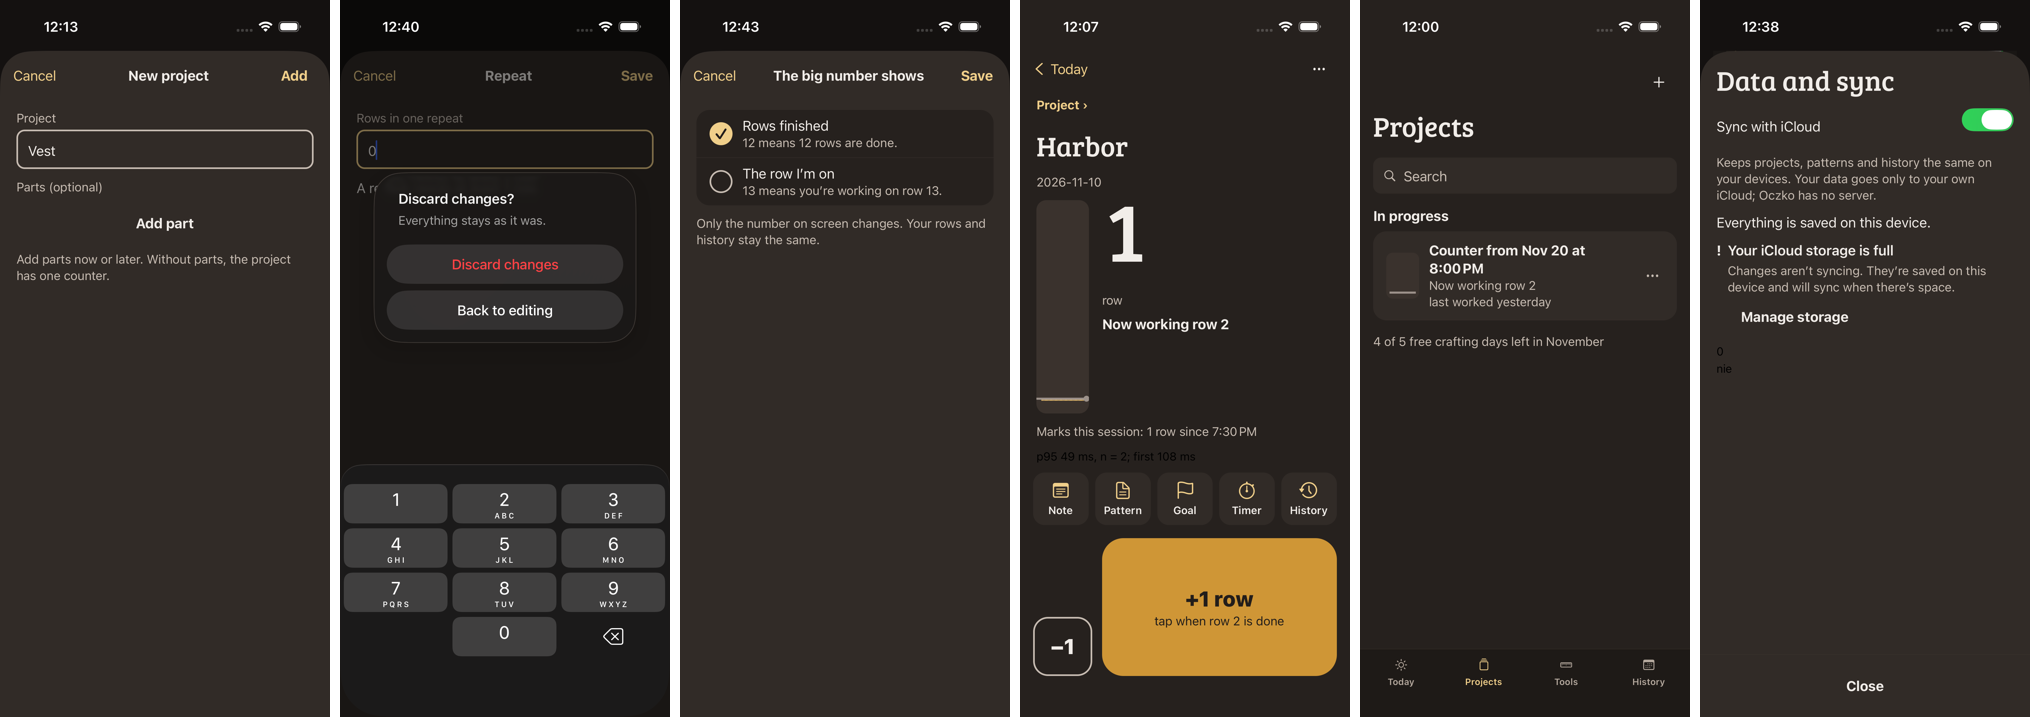 12:13
Cancel
New project
Add
Project
Vest
Parts (optional)
Add part
Add parts now or later. Without parts, the project
has one counter.
12:40
Cancel
Repeat
Save
Rows in one repeat
0
A re
Discard changes?
Everything stays as it was.
Discard changes
Back to editing
1
2
ABC
3
DEF
4
GHI
5
JKL
6
MNO
7
PQRS
8
TUV
9
WXYZ
0
12:43
Cancel
The big number shows
Save
Rows finished
12 means 12 rows are done.
The row I'm on
13 means you're working on row 13.
Only the number on screen changes. Your rows and
history stay the same.
12:07
Today
Project ›
Harbor
2026-11-10
1
row
Now working row 2
Marks this session: 1 row since 7:30 PM
p95 49 ms, n = 2; first 108 ms
Note
Pattern
Goal
Timer
History
+1 row
tap when row 2 is done
−1
12:00
Projects
Search
In progress
Counter from Nov 20 at
8:00 PM
Now working row 2
last worked yesterday
4 of 5 free crafting days left in November
Today
Projects
Tools
History
12:38
Data and sync
Sync with iCloud
Keeps projects, patterns and history the same on
your devices. Your data goes only to your own
iCloud; Oczko has no server.
Everything is saved on this device.
! Your iCloud storage is full
Changes aren't syncing. They're saved on this
device and will sync when there's space.
Manage storage
0
nie
Close